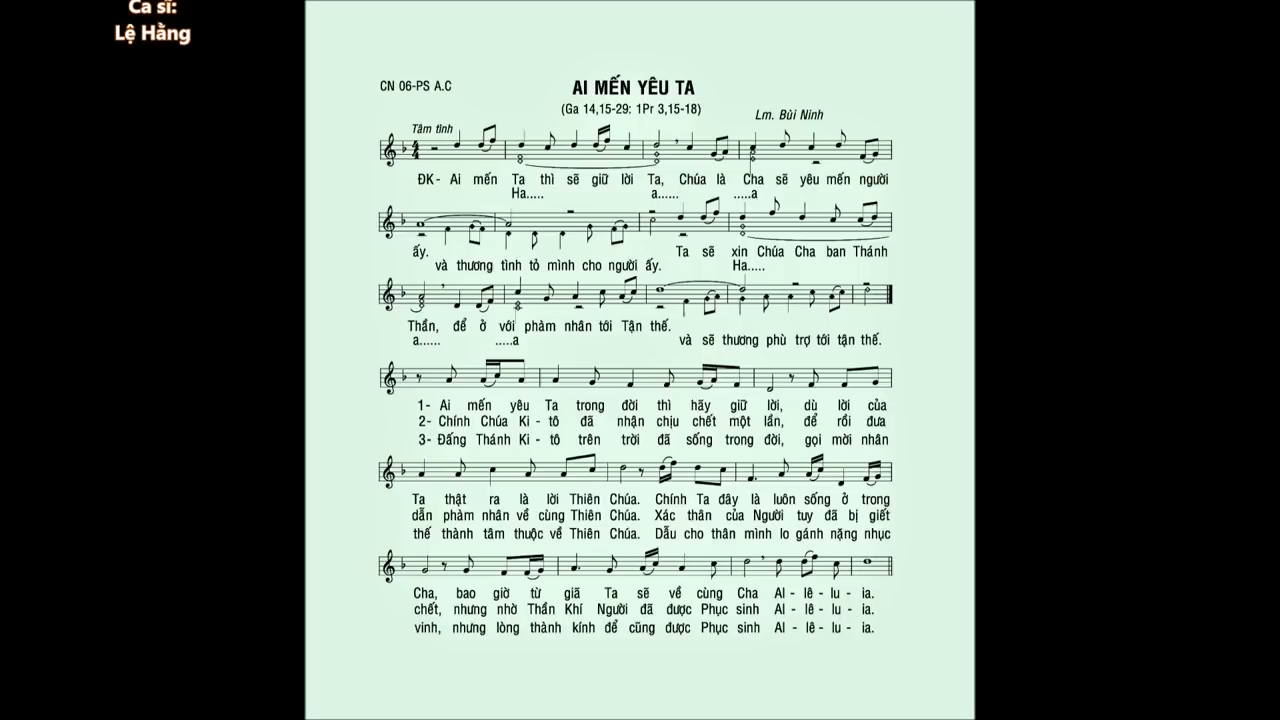 Ca sĩ:
Lệ Hằng
CN 06-PS A.C
AI MẾN YÊU TA
(Ga 14,15-29: 1Pr 3,15-18)
Lm. Bùi Ninh
Tâm tình
ĐK- Ai mến Ta thì sẽ giữ lời Ta, Chúa là Cha sẽ yêu mến người
Ha..... a...... .....a
ấy. Ta sẽ xin Chúa Cha ban Thánh
và thương tình tỏ mình cho người ấy. Ha.....
Thần, để ở với phàm nhân tới Tận thế.
a...... .....a và sẽ thương phù trợ tới tận thế.
1- Ai mến yêu Ta trong đời thì hãy giữ lời, dù lời của
2- Chính Chúa Ki - tô đã nhận chịu chết một lần, để rồi đưa
3- Đấng Thánh Ki - tô trên trời đã sống trong đời, gọi mời nhân
Ta thật ra là lời Thiên Chúa. Chính Ta đây là luôn sống ở trong
dẫn phàm nhân về cùng Thiên Chúa. Xác thân của Người tuy đã bị giết
thế thành tâm thuộc về Thiên Chúa. Dẫu cho thân mình lo gánh nặng nhục
Cha, bao giờ từ giã Ta sẽ về cùng Cha Al - lê - lu - ia.
chết, nhưng nhờ Thần Khí Người đã được Phục sinh Al - lê - lu - ia.
vinh, nhưng lòng thành kính để cũng được Phục sinh Al - lê - lu - ia.